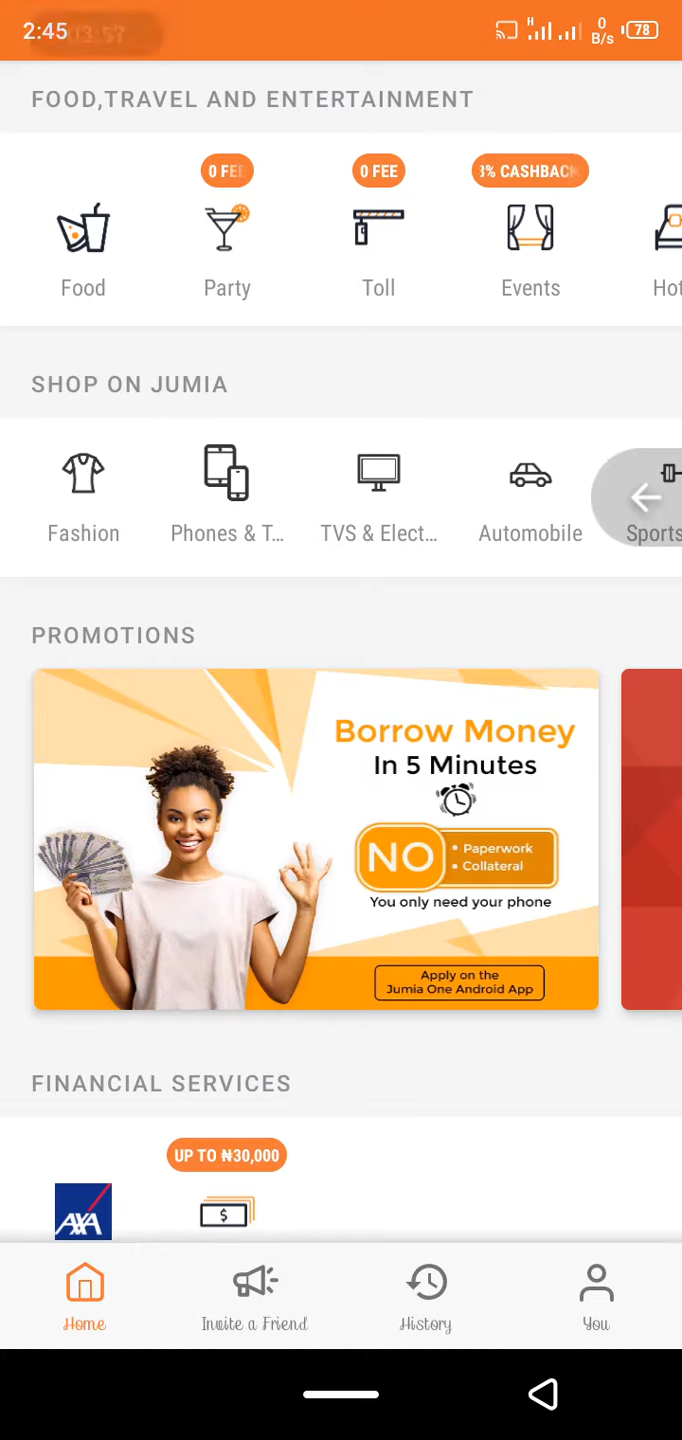 2:45
H
0
B/s
78
FOOD,TRAVEL AND ENTERTAINMENT
0 FEE
0 FEE
3% CASHBACK
Food
Party
Toll
Events
Hot
SHOP ON JUMIA
Fashion
Phones & T...
TVS & Elect...
Automobile
Sports
PROMOTIONS
Borrow Money
In 5 Minutes
NO
• Paperwork
• Collateral
You only need your phone
Apply on the
Jumia One Android App
FINANCIAL SERVICES
UP TO ₦30,000
AXA
$
Home
Invite a Friend
History
You